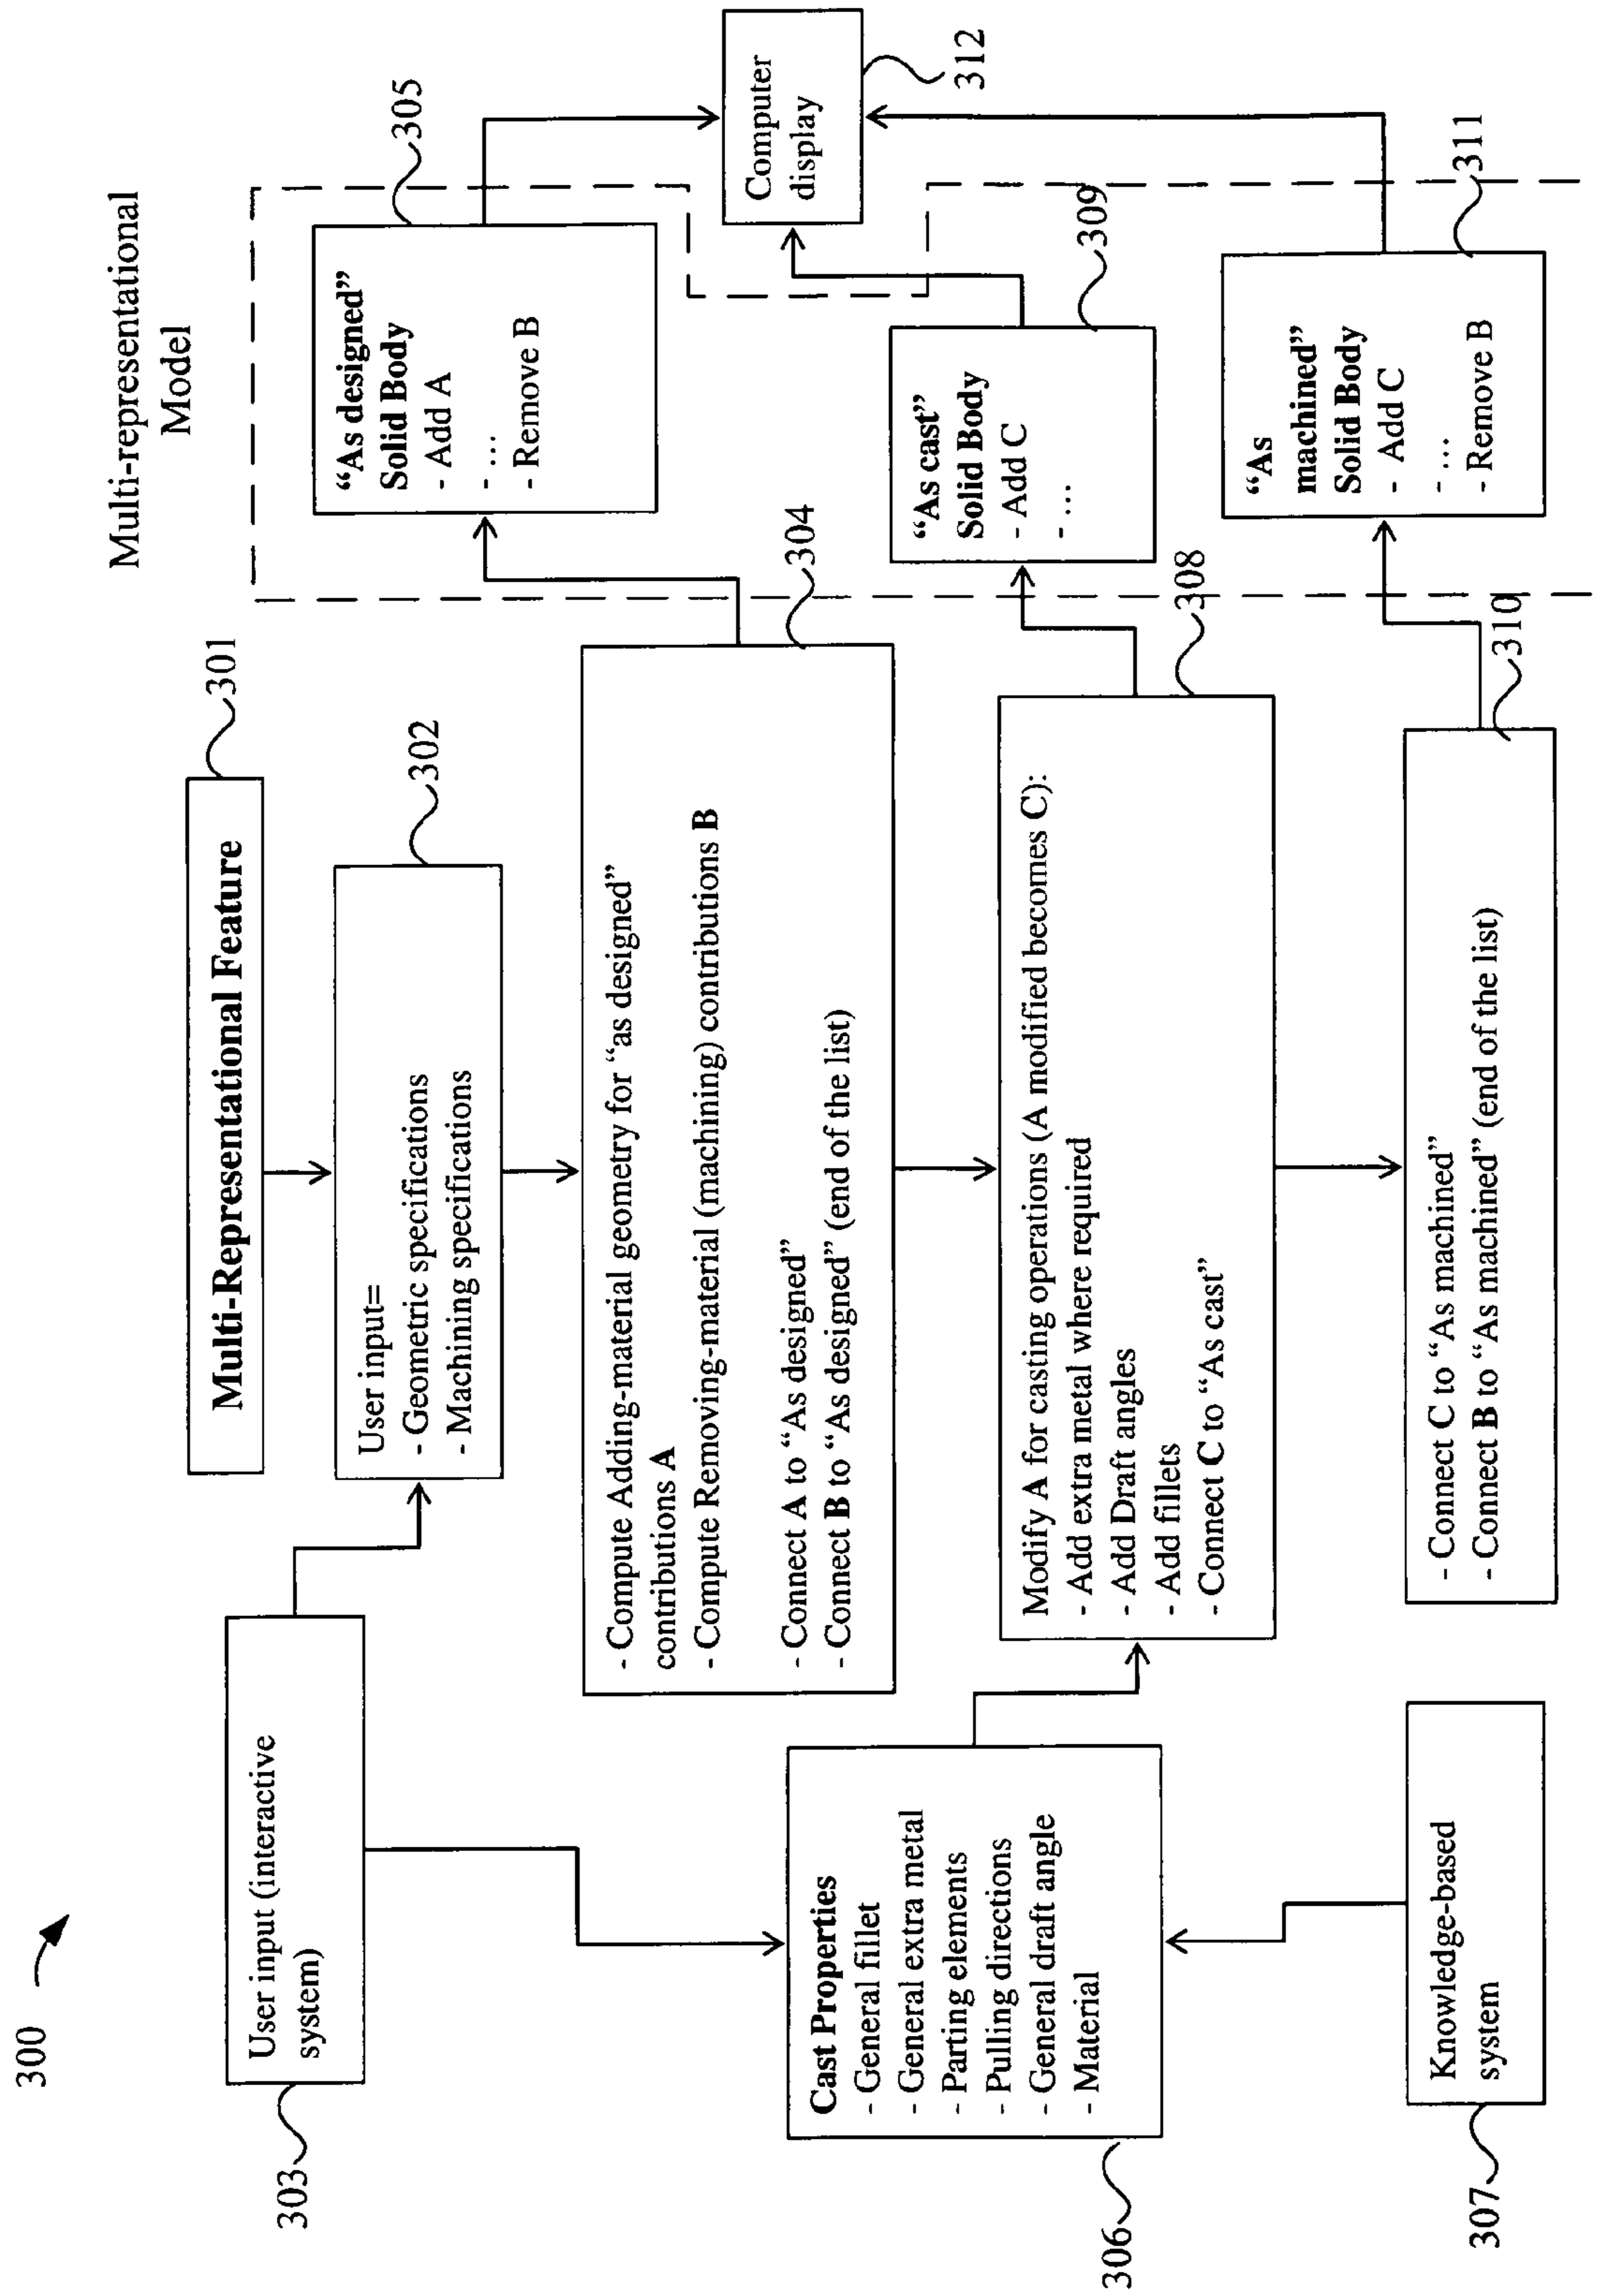 300
Multi-representational
Model
Multi-Representational Feature
301
303
User input (interactive
system)
User input=
- Geometric specifications
- Machining specifications
302
- Compute Adding-material geometry for “as designed”
contributions A
- Compute Removing-material (machining) contributions B
- Connect A to “As designed”
- Connect B to “As designed” (end of the list)
304
“As designed”
Solid Body
- Add A
- ...
- Remove B
305
Computer
display
312
306
Cast Properties
- General fillet
- General extra metal
- Parting elements
- Pulling directions
- General draft angle
- Material
Modify A for casting operations (A modified becomes C):
- Add extra metal where required
- Add Draft angles
- Add fillets
- Connect C to “As cast”
308
“As cast”
Solid Body
- Add C
- ...
309
307
Knowledge-based
system
- Connect C to “As machined”
- Connect B to “As machined” (end of the list)
310
“As
machined”
Solid Body
- Add C
- ...
- Remove B
311